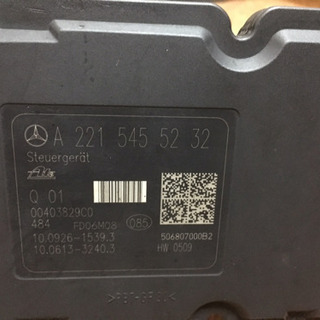 A 221 545 52 32
Steuergerät
Q 01
00403829C0
484 FD06M08 085
10.0926-1539.3
10.0613-3240.3
506807000B2
HW 0509